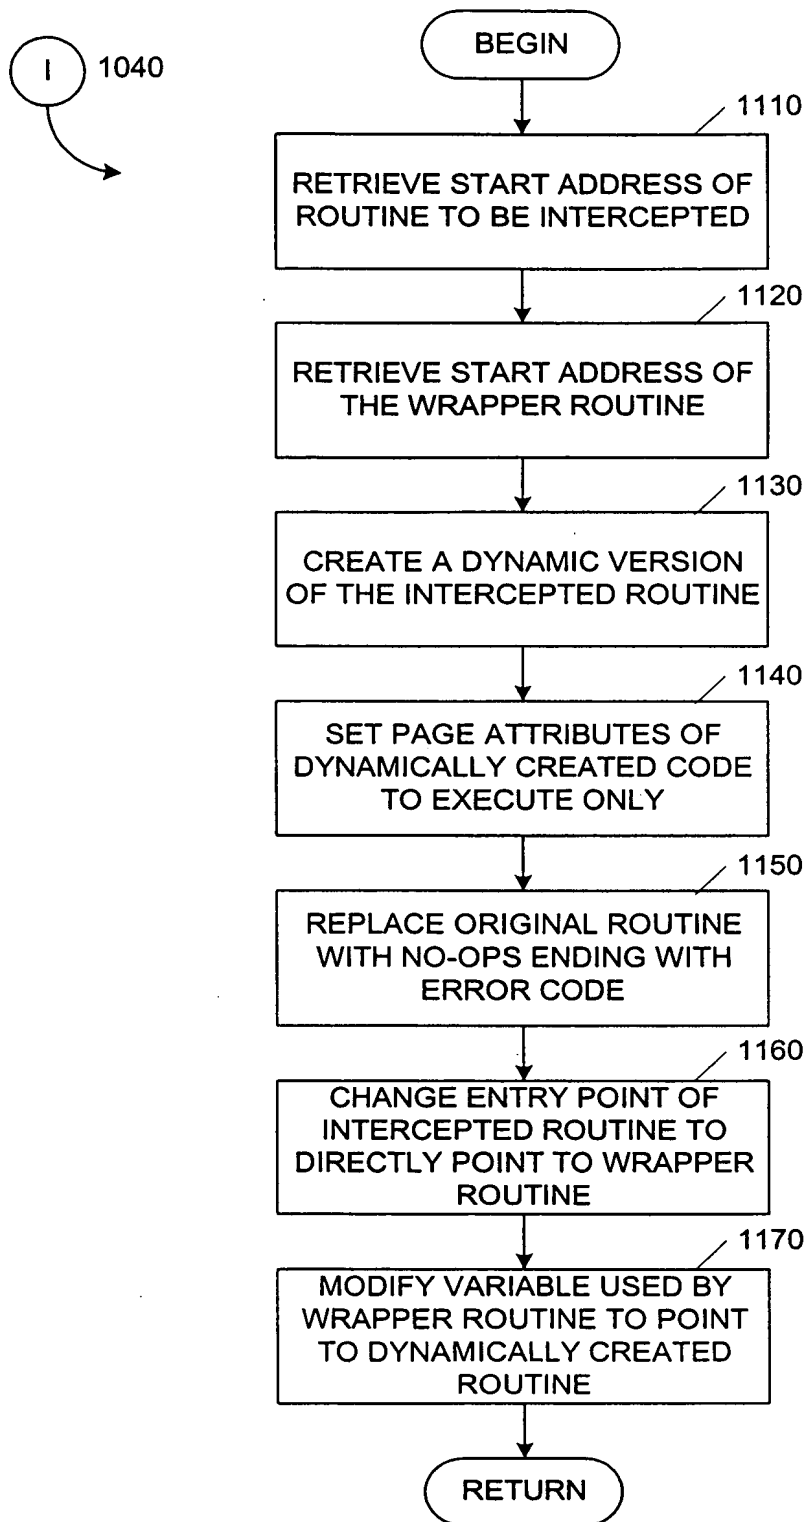 I 1040
BEGIN
1110
RETRIEVE START ADDRESS OF
ROUTINE TO BE INTERCEPTED
1120
RETRIEVE START ADDRESS OF
THE WRAPPER ROUTINE
1130
CREATE A DYNAMIC VERSION
OF THE INTERCEPTED ROUTINE
1140
SET PAGE ATTRIBUTES OF
DYNAMICALLY CREATED CODE
TO EXECUTE ONLY
1150
REPLACE ORIGINAL ROUTINE
WITH NO-OPS ENDING WITH
ERROR CODE
1160
CHANGE ENTRY POINT OF
INTERCEPTED ROUTINE TO
DIRECTLY POINT TO WRAPPER
ROUTINE
1170
MODIFY VARIABLE USED BY
WRAPPER ROUTINE TO POINT
TO DYNAMICALLY CREATED
ROUTINE
RETURN